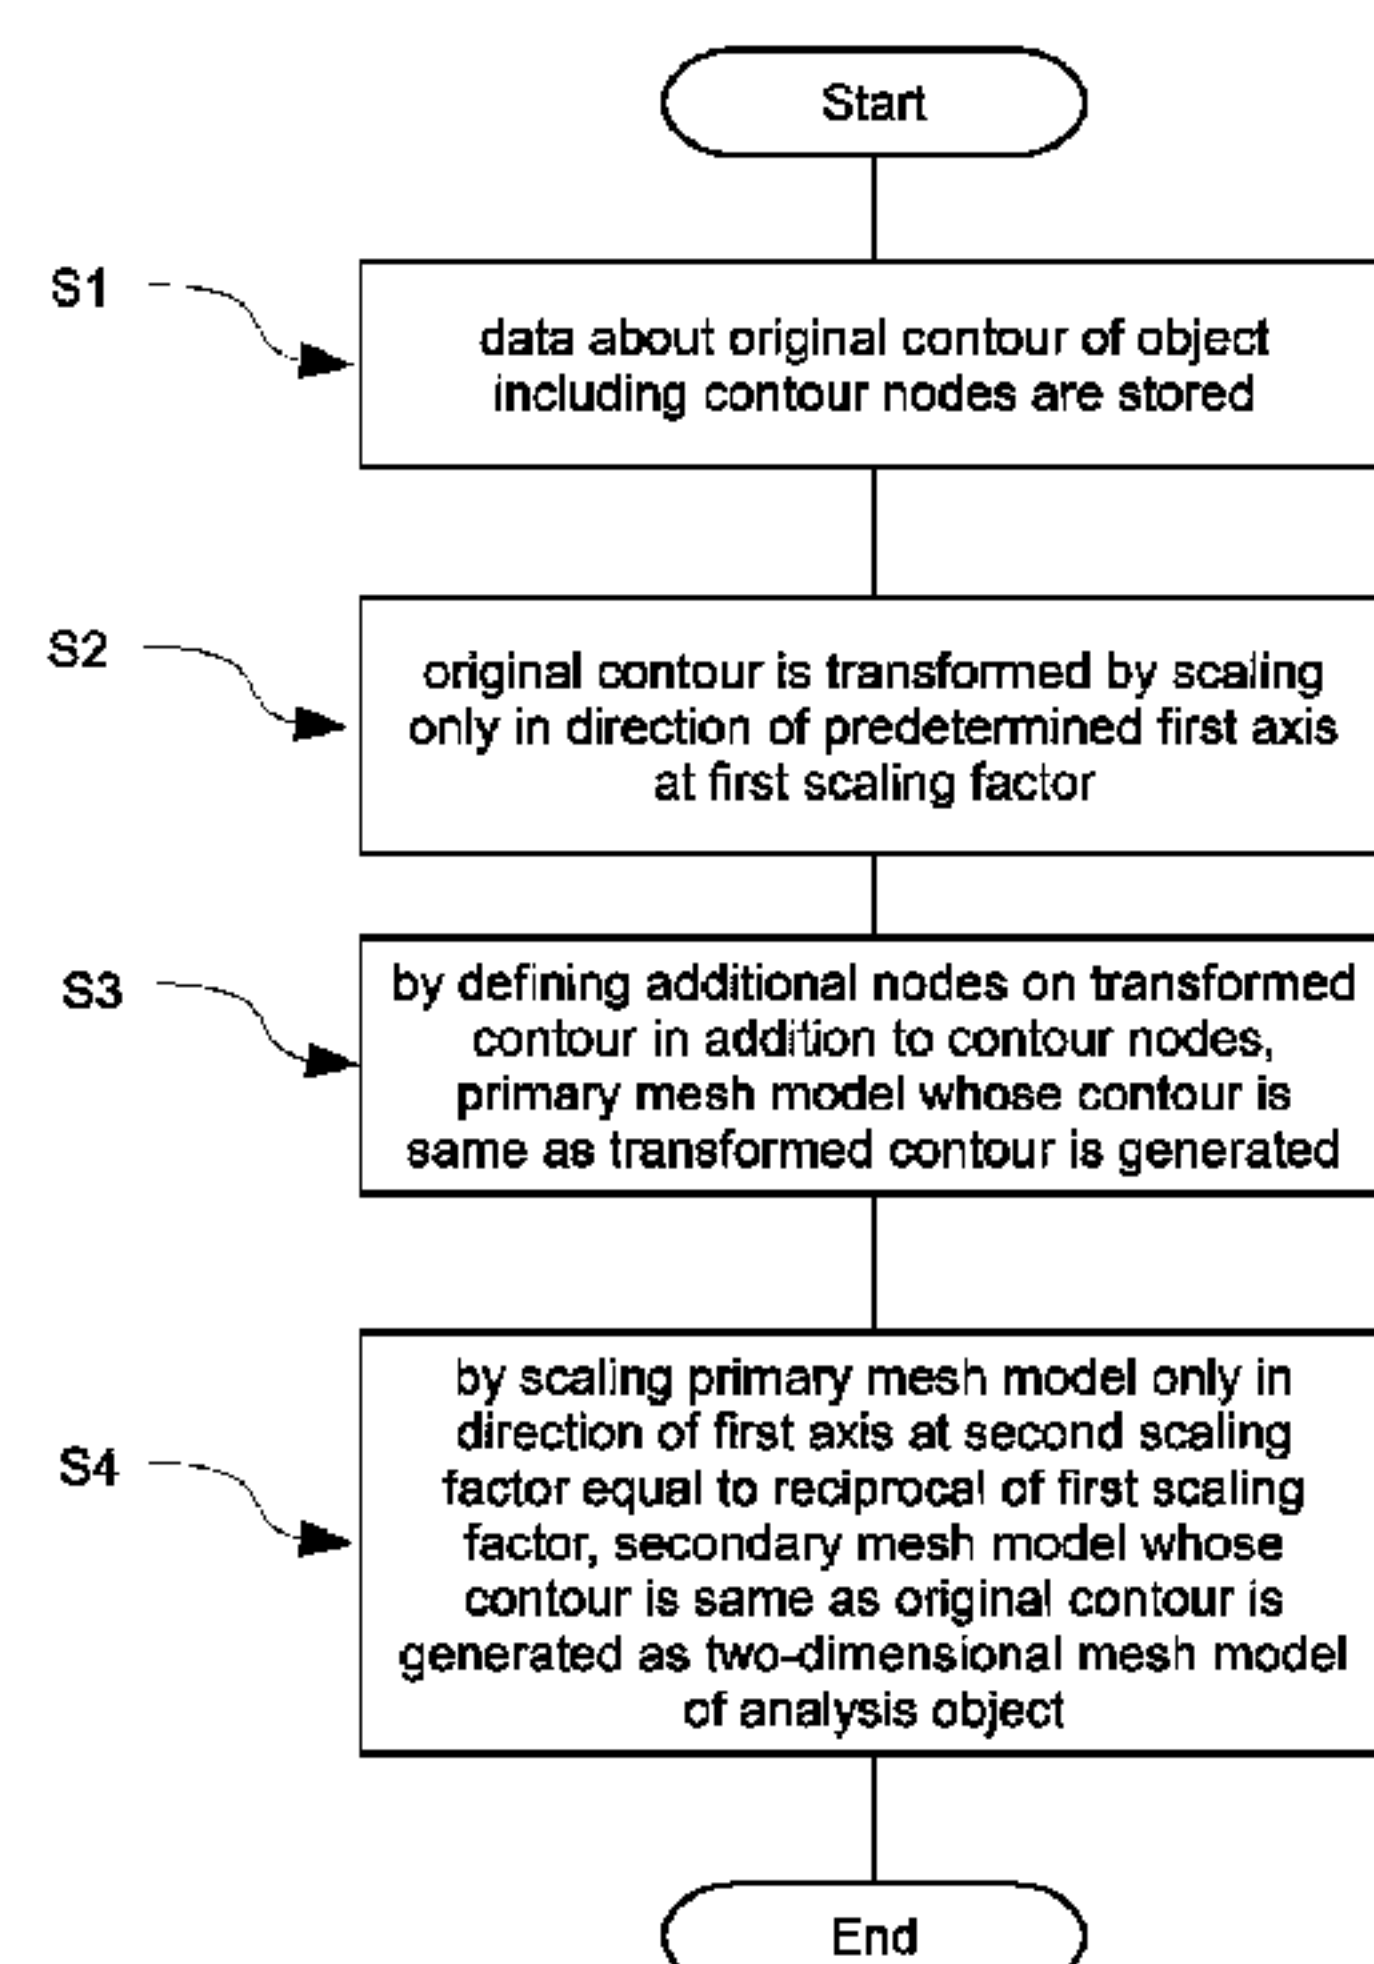 Start
S1
data about original contour of object
including contour nodes are stored
S2
original contour is transformed by scaling
only in direction of predetermined first axis
at first scaling factor
S3
by defining additional nodes on transformed
contour in addition to contour nodes,
primary mesh model whose contour is
same as transformed contour is generated
S4
by scaling primary mesh model only in
direction of first axis at second scaling
factor equal to reciprocal of first scaling
factor, secondary mesh model whose
contour is same as original contour is
generated as two-dimensional mesh model
of analysis object
End